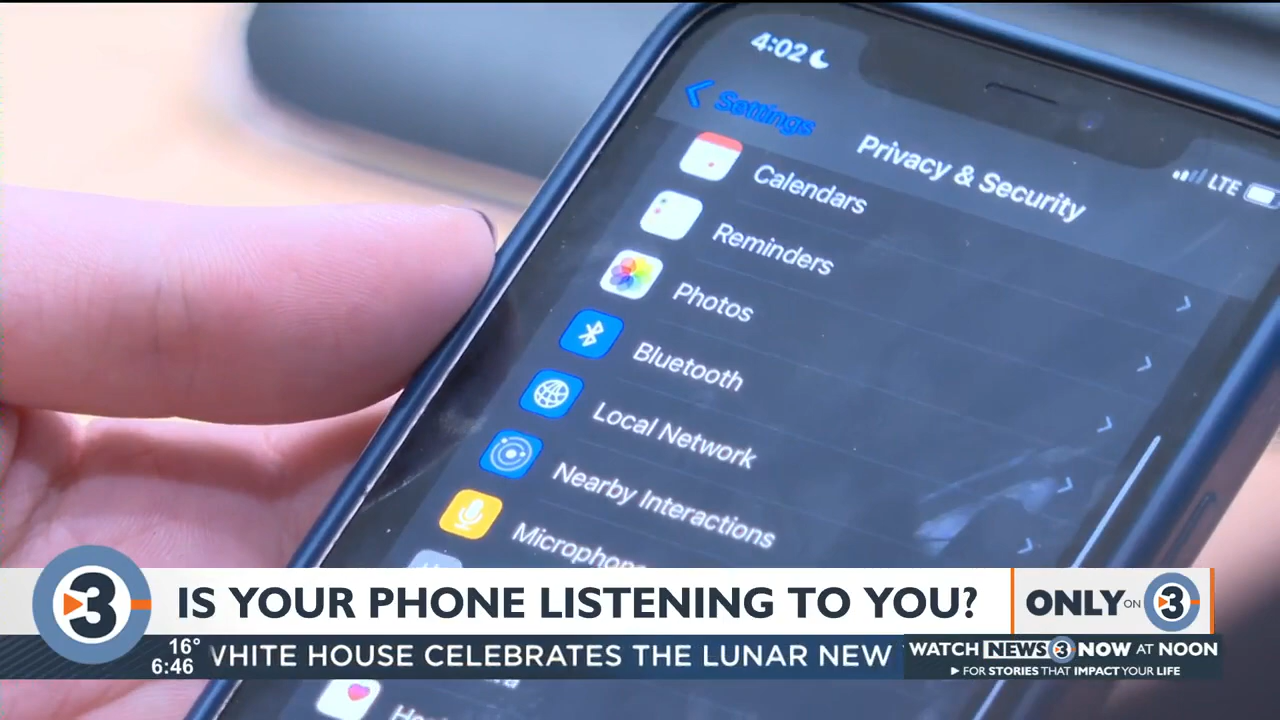 4:02
Settings
Privacy & Security
LTE
Calendars
Reminders
Photos
Bluetooth
Local Network
Nearby Interactions
Microphone
3
IS YOUR PHONE LISTENING TO YOU?
ONLY ON 3
16°
6:46
WHITE HOUSE CELEBRATES THE LUNAR NEW
WATCH NEWS 3 NOW AT NOON
FOR STORIES THAT IMPACT YOUR LIFE